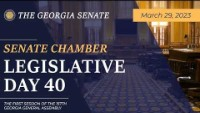 THE GEORGIA SENATE
March 29, 2023
SENATE CHAMBER
LEGISLATIVE
DAY 40
THE FIRST SESSION OF THE 157TH
GEORGIA GENERAL ASSEMBLY